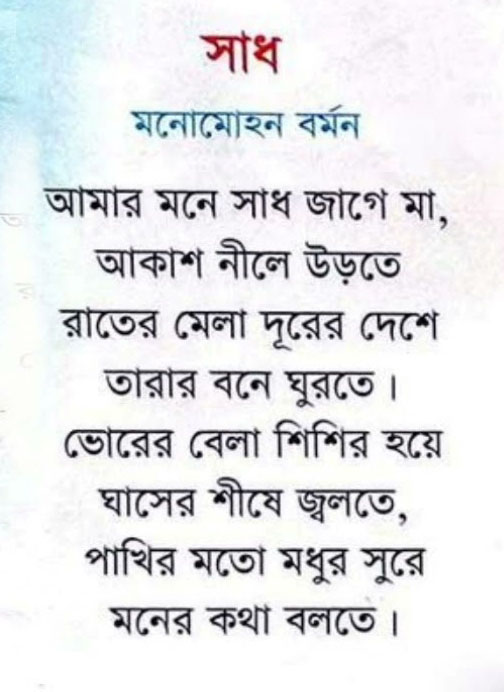 সাধ
মনোমোহন বর্মন
আমার মনে সাধ জাগে মা,
আকাশ নীলে উড়তে
রাতের মেলা দূরের দেশে
তারার বনে ঘুরতে।
ভোরের বেলা শিশির হয়ে
ঘাসের শীষে জ্বলতে,
পাখির মতো মধুর সুরে
মনের কথা বলতে।